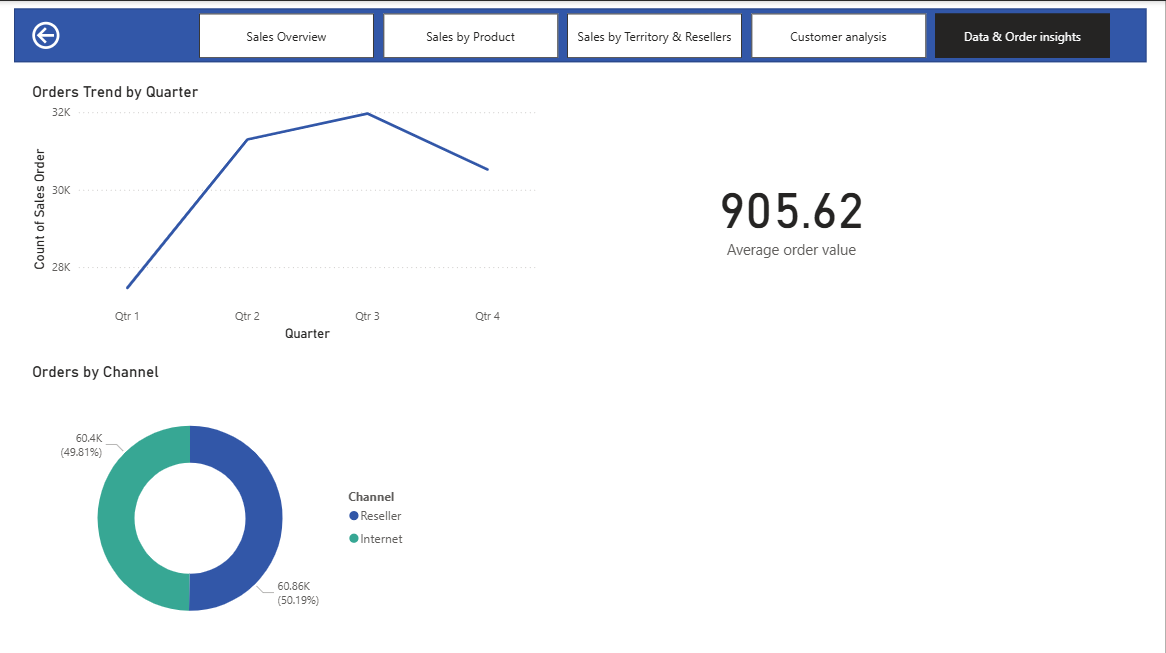 Sales Overview
Sales by Product
Sales by Territory & Resellers
Customer analysis
Data & Order insights
Orders Trend by Quarter
32K
30K
28K
Count of Sales Order
Qtr 1
Qtr 2
Qtr 3
Qtr 4
Quarter
905.62
Average order value
Orders by Channel
60.4K
(49.81%)
60.86K
(50.19%)
Channel
Reseller
Internet